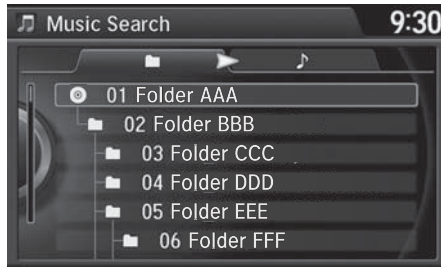 Music Search
9:30
01 Folder AAA
02 Folder BBB
03 Folder CCC
04 Folder DDD
05 Folder EEE
06 Folder FFF